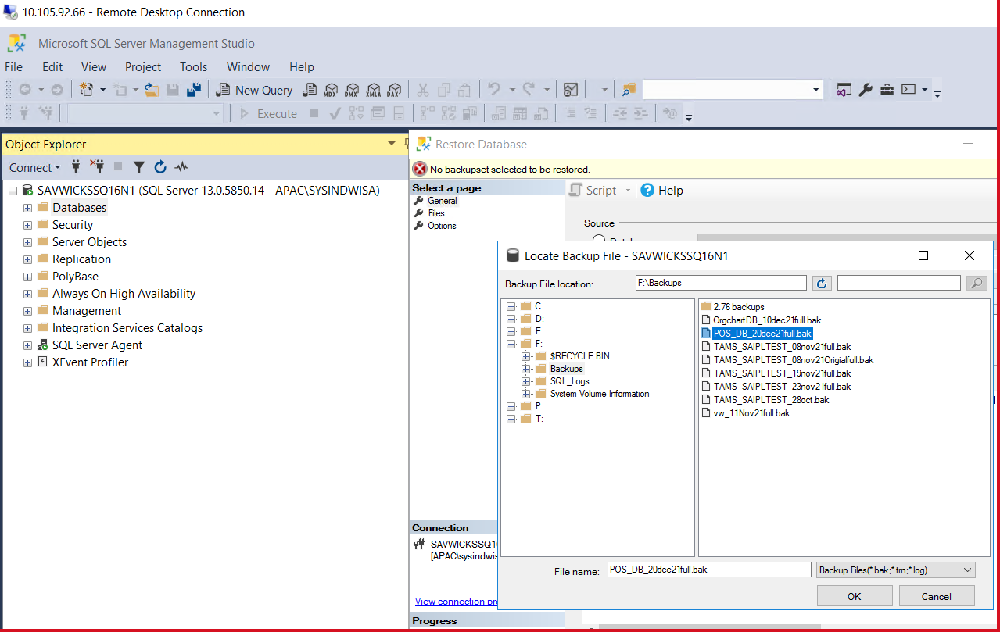 10.105.92.66 - Remote Desktop Connection
Microsoft SQL Server Management Studio
File Edit View Project Tools Window Help
New Query MDX DMX XMLA DAX
Execute
Object Explorer
Connect
SAVWICKSSQ16N1 (SQL Server 13.0.5850.14 - APAC\SYSINDWISA)
Databases
Security
Server Objects
Replication
PolyBase
Always On High Availability
Management
Integration Services Catalogs
SQL Server Agent
XEvent Profiler
Restore Database -
No backupset selected to be restored.
Select a page
General
Files
Options
Script Help
Source
Locate Backup File - SAVWICKSSQ16N1
Backup File location: F:\Backups
C:
D:
E:
F:
$RECYCLE.BIN
Backups
SQL_Logs
System Volume Information
P:
T:
2.76 backups
OrgchartDB_10dec21full.bak
POS_DB_20dec21full.bak
TAMS_SAIPLTEST_08nov21full.bak
TAMS_SAIPLTEST_08nov21Origialfull.bak
TAMS_SAIPLTEST_19nov21full.bak
TAMS_SAIPLTEST_23nov21full.bak
TAMS_SAIPLTEST_28oct.bak
vw_11Nov21full.bak
File name: POS_DB_20dec21full.bak Backup Files(*.bak;*.trn;*.log)
OK Cancel
Connection
SAVWICKSSQ1
[APAC\sysindwis
View connection pr
Progress